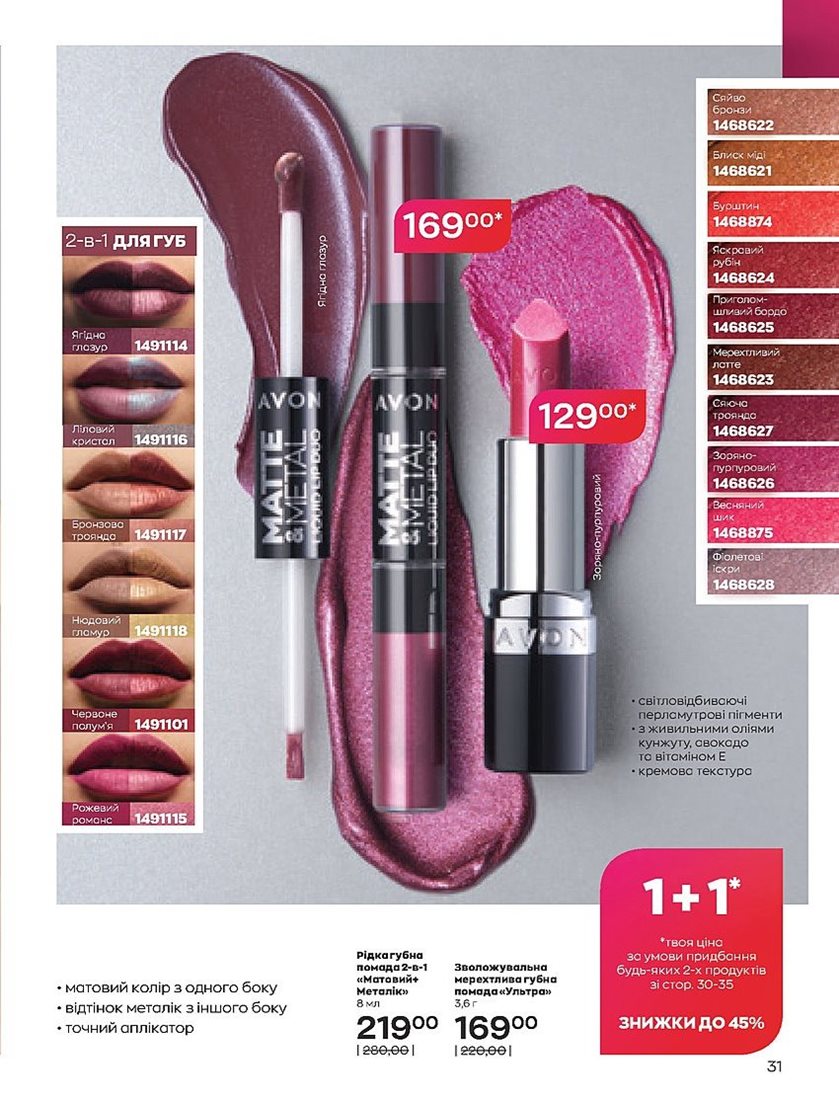 2-в-1 ДЛЯ ГУБ
Ягідна
глазур
1491114
Ліловий
кристал
1491116
Бронзова
троянда
1491117
Нюдовий
гламур
1491118
Червоне
полум'я
1491101
Рожевий
романс
1491115
Ягідна глазур
AVON
MATTE
& METAL
LIQUID LIP DUO
169⁰⁰*
AVON
MATTE
& METAL
LIQUID LIP DUO
129⁰⁰*
Зоряно-пурпуровий
AVON
Сяйво
бронзи
1468622
Блиск міді
1468621
Бурштин
1468874
Яскравий
рубін
1468624
Приголом-
шливий бордо
1468625
Мерехтливий
латте
1468623
Сяюча
троянда
1468627
Зоряно-
пурпуровий
1468626
Весняний
шик
1468875
Фіолетові
іскри
1468628
• світловідбиваючі
перламутрові пігменти
• з живильними оліями
кунжуту, авокадо
та вітаміном Е
• кремова текстура
• матовий колір з одного боку
• відтінок металік з іншого боку
• точний аплікатор
Рідка губна
помада 2-в-1
«Матовий+
Металік»
8 мл
219⁰⁰
| 280,00 |
Зволожувальна
мерехтлива губна
помада «Ультра»
3,6 г
169⁰⁰
| 220,00 |
1+1*
*твоя ціна
за умови придбання
будь-яких 2-х продуктів
зі стор. 30-35
ЗНИЖКИ ДО 45%
31